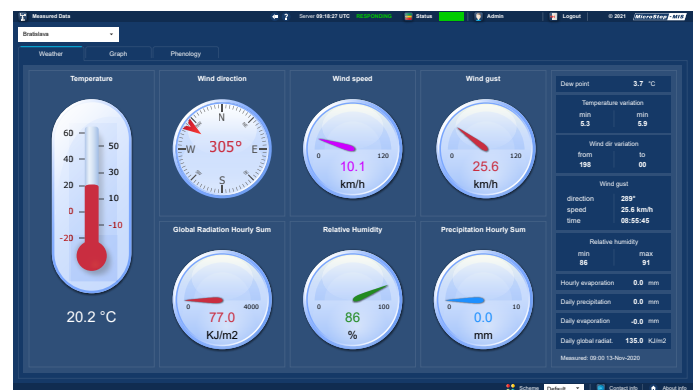 Measured Data
? Server 09:18:27 UTC RESPONDING Status Admin Logout © 2021 MicroStep-MIS
Bratislava
Weather Graph Phenology
Temperature
60
50
40
30
20
10
0
-10
-20
20.2 °C
Wind direction
N
W 305° E
S
Wind speed
0 120
10.1
km/h
Wind gust
0 120
25.6
km/h
Global Radiation Hourly Sum
0 4000
77.0
KJ/m2
Relative Humidity
0 100
86
%
Precipitation Hourly Sum
0 10
0.0
mm
Dew point 3.7 °C
Temperature variation
min min
5.3 5.9
Wind dir variation
from to
198 00
Wind gust
direction 289°
speed 25.6 km/h
time 08:55:45
Relative humidity
min max
86 91
Hourly evaporation 0.0 mm
Daily precipitation 0.0 mm
Daily evaporation -0.0 mm
Daily global radiat. 135.0 KJ/m2
Measured: 09:00 13-Nov-2020
Scheme Default Contact info About info